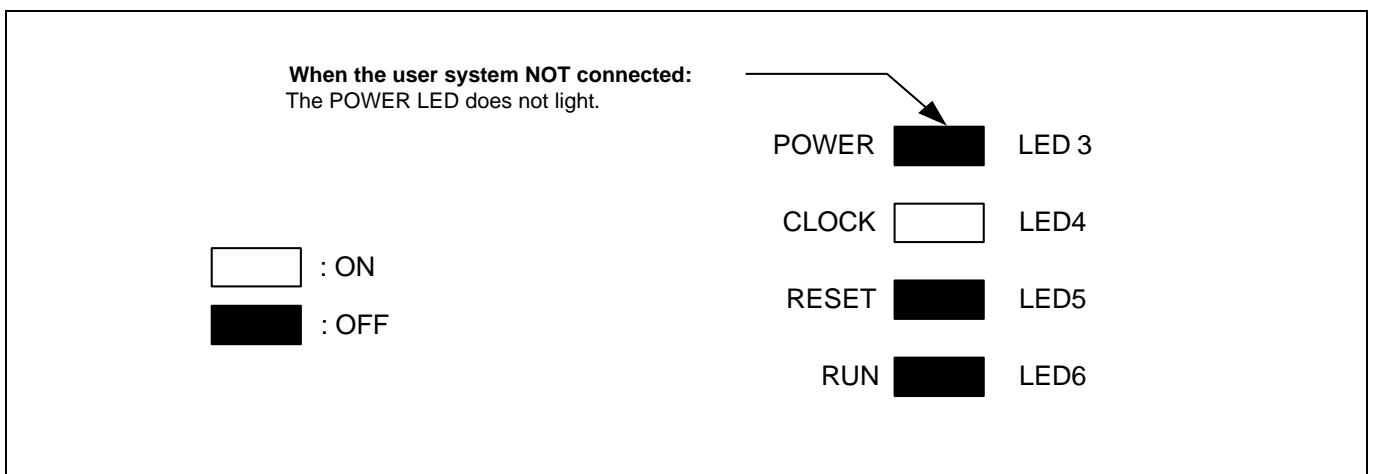 When the user system NOT connected:
The POWER LED does not light.
POWER LED 3
CLOCK LED4
: ON
RESET LED5
: OFF
RUN LED6